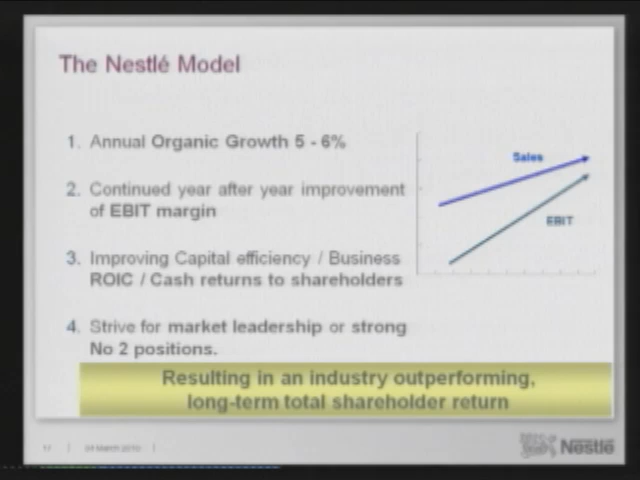 The Nestlé Model
1. Annual Organic Growth 5 - 6%
2. Continued year after year improvement
of EBIT margin
3. Improving Capital efficiency / Business
ROIC / Cash returns to shareholders
4. Strive for market leadership or strong
No 2 positions.
Sales
EBIT
Resulting in an industry outperforming,
long-term total shareholder return
24 March 2010
Nestlé